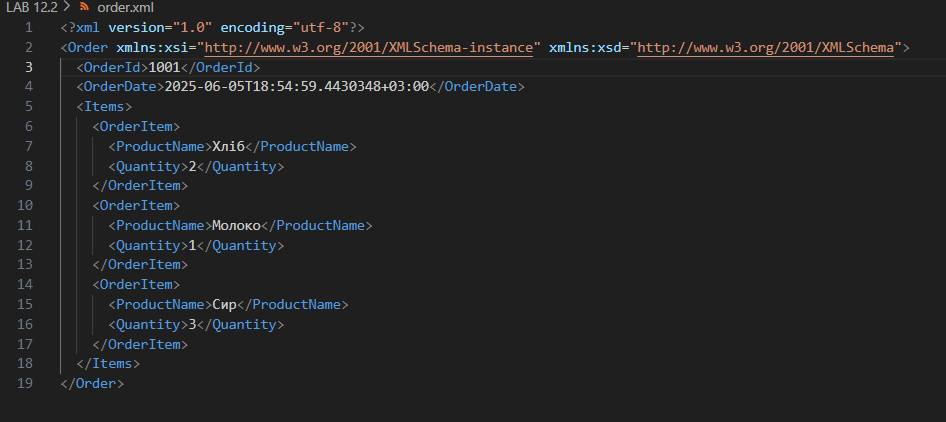 LAB 12.2 > order.xml
1 <?xml version="1.0" encoding="utf-8"?>
2 <Order xmlns:xsi="http://www.w3.org/2001/XMLSchema-instance" xmlns:xsd="http://www.w3.org/2001/XMLSchema">
3   <OrderId>1001</OrderId>
4   <OrderDate>2025-06-05T18:54:59.4430348+03:00</OrderDate>
5   <Items>
6     <OrderItem>
7       <ProductName>Хліб</ProductName>
8       <Quantity>2</Quantity>
9     </OrderItem>
10     <OrderItem>
11       <ProductName>Молоко</ProductName>
12       <Quantity>1</Quantity>
13     </OrderItem>
14     <OrderItem>
15       <ProductName>Сир</ProductName>
16       <Quantity>3</Quantity>
17     </OrderItem>
18   </Items>
19 </Order>